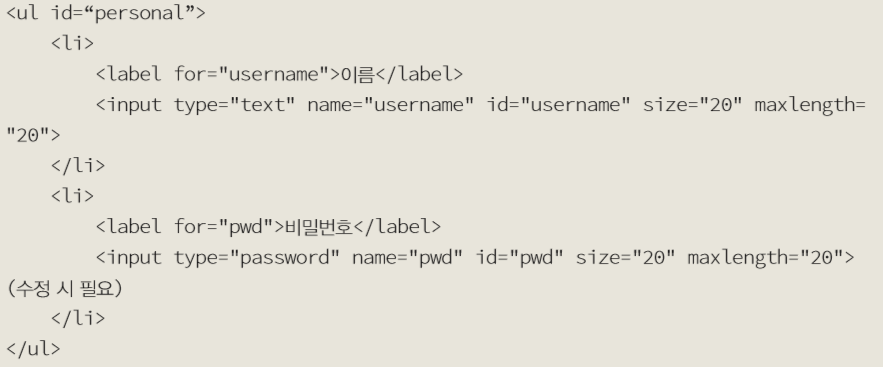 <ul id=“personal”>
    <li>
        <label for="username">이름</label>
        <input type="text" name="username" id="username" size="20" maxlength=
"20">
    </li>
    <li>
        <label for="pwd">비밀번호</label>
        <input type="password" name="pwd" id="pwd" size="20" maxlength="20">
(수정 시 필요)
    </li>
</ul>